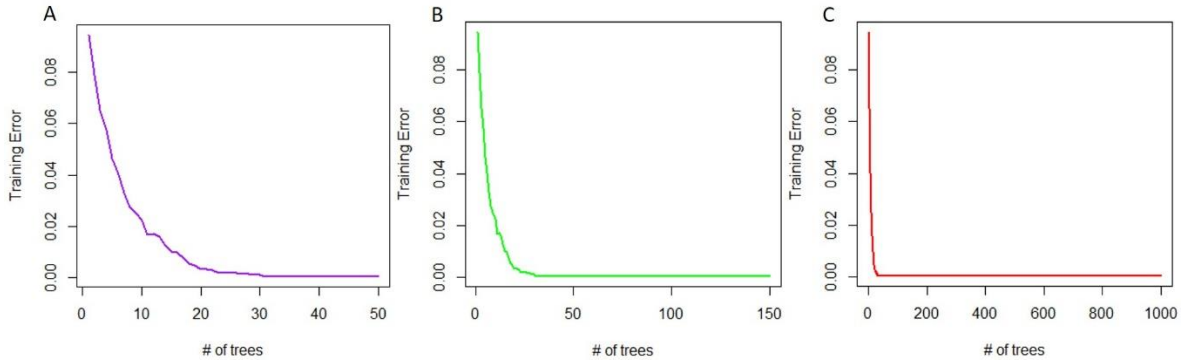 A
Training Error
0.00 0.02 0.04 0.06 0.08
0 10 20 30 40 50
# of trees
B
Training Error
0.00 0.02 0.04 0.06 0.08
0 50 100 150
# of trees
C
Training Error
0.00 0.02 0.04 0.06 0.08
0 200 400 600 800 1000
# of trees